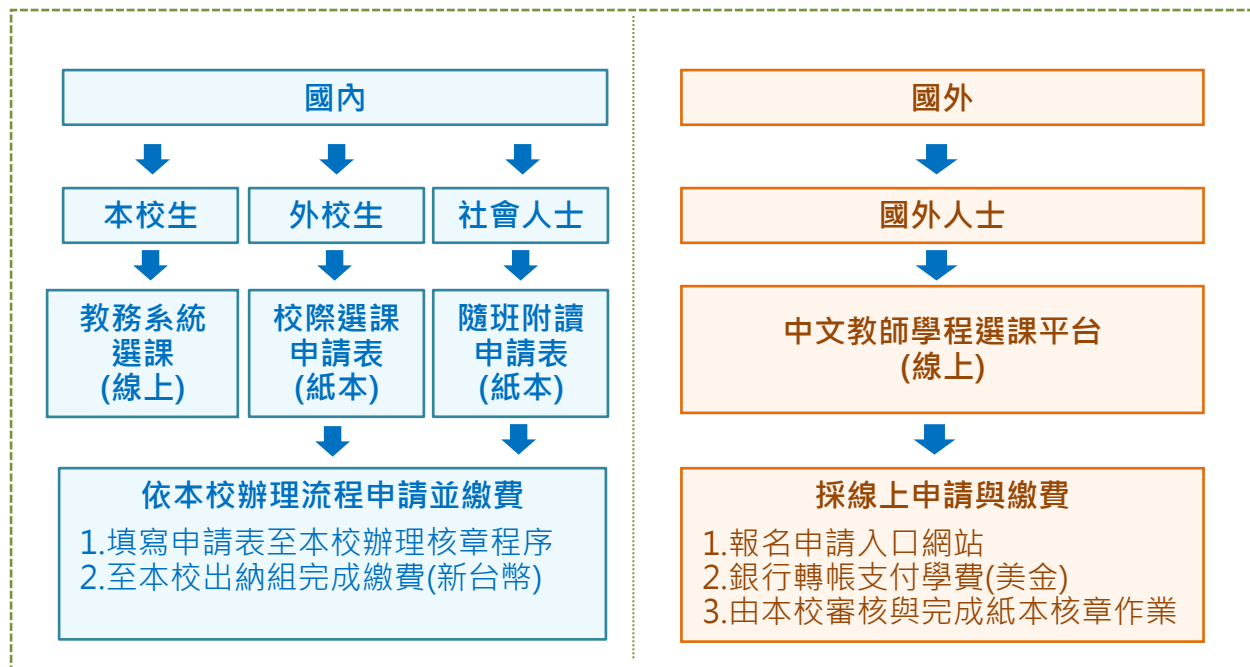 國內
本校生
外校生
社會人士
教務系統
選課
(線上)
校際選課
申請表
(紙本)
隨班附讀
申請表
(紙本)
依本校辦理流程申請並繳費
1.填寫申請表至本校辦理核章程序
2.至本校出納組完成繳費(新台幣)
國外
國外人士
中文教師學程選課平台
(線上)
採線上申請與繳費
1.報名申請入口網站
2.銀行轉帳支付學費(美金)
3.由本校審核與完成紙本核章作業